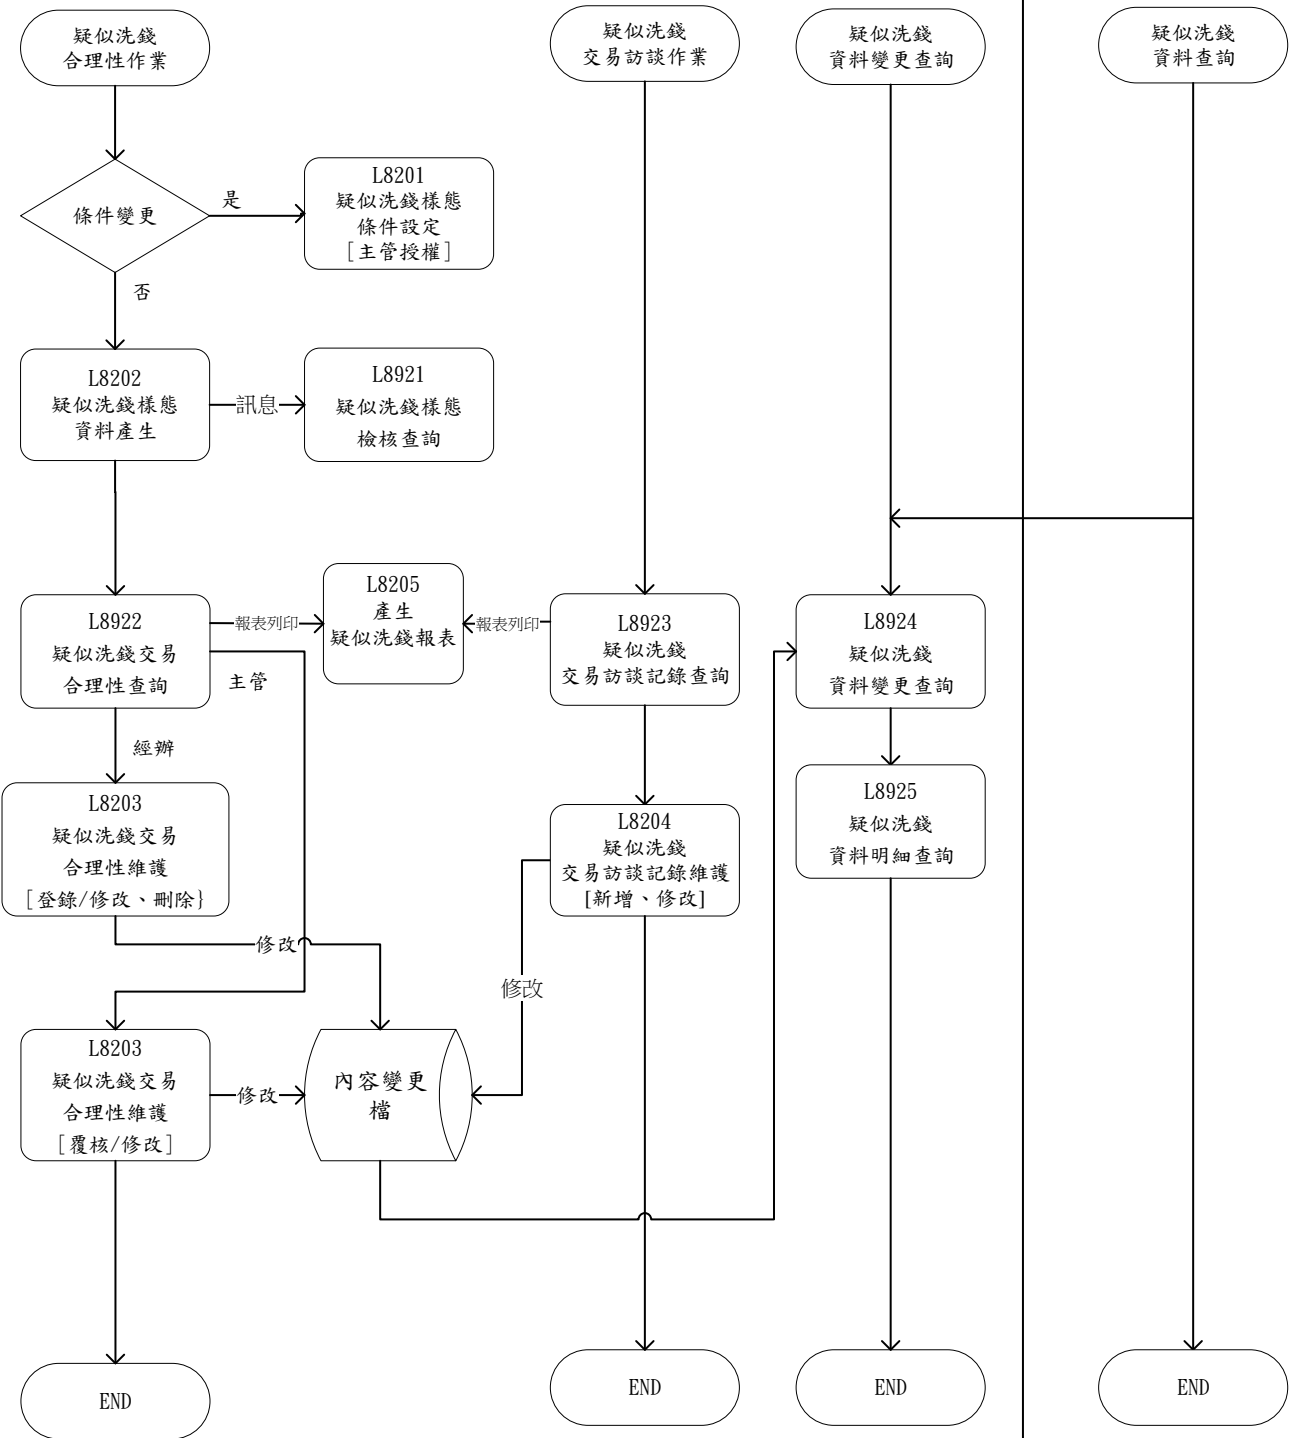 疑似洗錢
合理性作業
疑似洗錢
交易訪談作業
疑似洗錢
資料變更查詢
疑似洗錢
資料查詢
條件變更
是
L8201
疑似洗錢樣態
條件設定
[主管授權]
否
L8202
疑似洗錢樣態
資料產生
訊息
L8921
疑似洗錢樣態
檢核查詢
L8922
疑似洗錢交易
合理性查詢
報表列印
L8205
產生
疑似洗錢報表
報表列印
L8923
疑似洗錢
交易訪談記錄查詢
L8924
疑似洗錢
資料變更查詢
主管
經辦
L8203
疑似洗錢交易
合理性維護
[登錄/修改、刪除}
L8204
疑似洗錢
交易訪談記錄維護
[新增、修改]
L8925
疑似洗錢
資料明細查詢
修改
修改
L8203
疑似洗錢交易
合理性維護
[覆核/修改]
修改
內容變更
檔
END
END
END
END